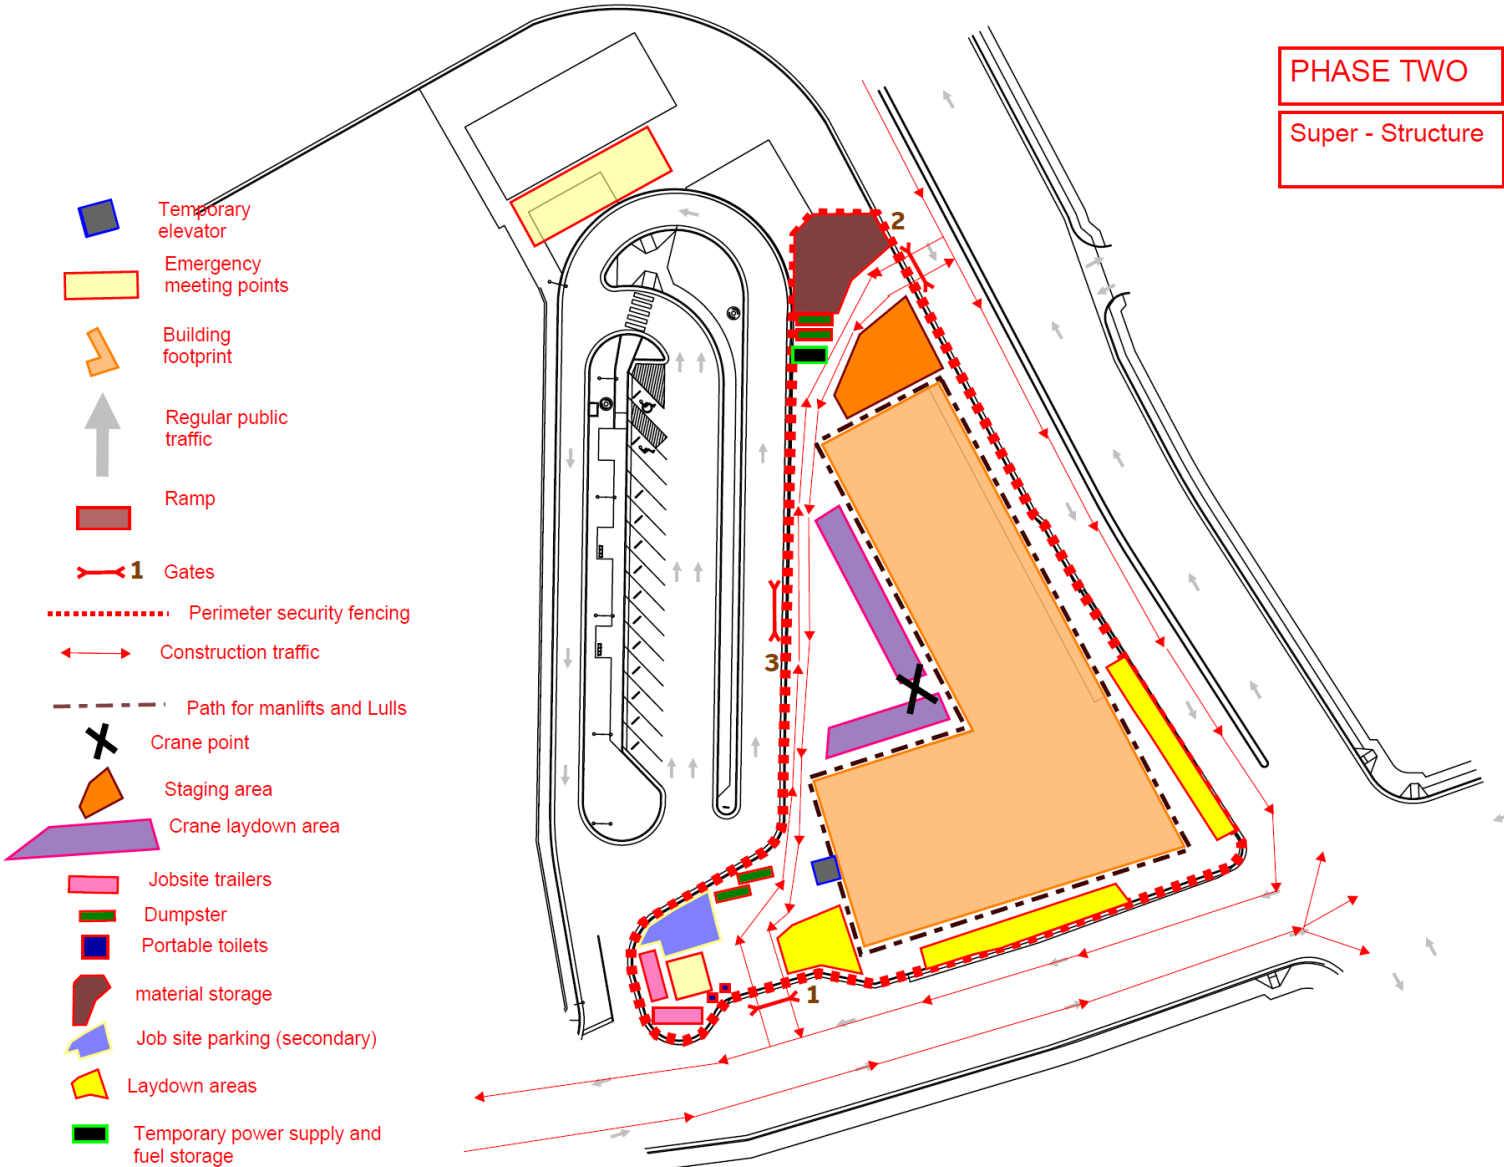 PHASE TWO
Super - Structure
Temporary
elevator
Emergency
meeting points
Building
footprint
Regular public
traffic
Ramp
1 Gates
Perimeter security fencing
Construction traffic
Path for manlifts and Lulls
Crane point
Staging area
Crane laydown area
Jobsite trailers
Dumpster
Portable toilets
material storage
Job site parking (secondary)
Laydown areas
Temporary power supply and
fuel storage
2
3
1